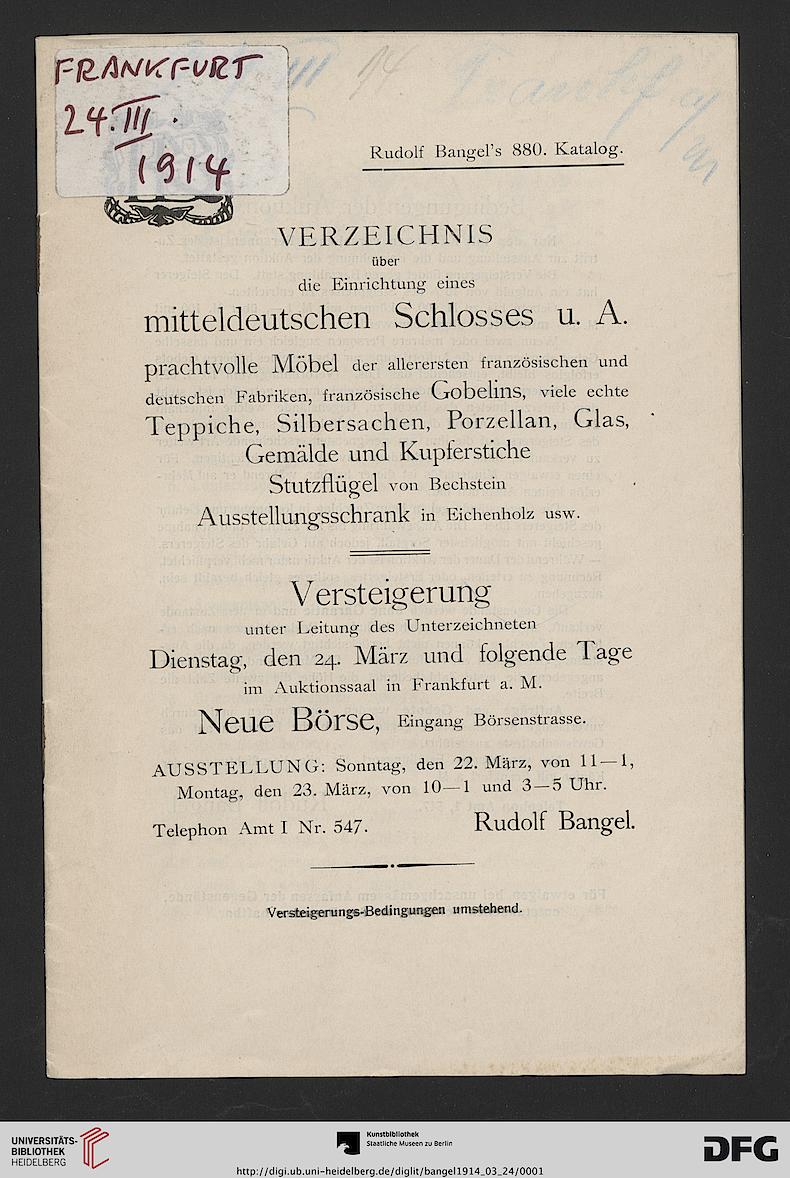 FRANKFURT
24.III.
1914
III 14 Frankf a/M
Rudolf Bangel's 880. Katalog.
VERZEICHNIS
über
die Einrichtung eines
mitteldeutschen Schlosses u. A.
prachtvolle Möbel der allerersten französischen und
deutschen Fabriken, französische Gobelins, viele echte
Teppiche, Silbersachen, Porzellan, Glas,
Gemälde und Kupferstiche
Stutzflügel von Bechstein
Ausstellungsschrank in Eichenholz usw.
Versteigerung
unter Leitung des Unterzeichneten
Dienstag, den 24. März und folgende Tage
im Auktionssaal in Frankfurt a. M.
Neue Börse, Eingang Börsenstrasse.
AUSSTELLUNG: Sonntag, den 22. März, von 11—1,
Montag, den 23. März, von 10—1 und 3—5 Uhr.
Telephon Amt I Nr. 547. Rudolf Bangel.
Versteigerungs-Bedingungen umstehend.
UNIVERSITÄTS-
BIBLIOTHEK
HEIDELBERG
Kunstbibliothek
Staatliche Museen zu Berlin
DFG
http://digi.ub.uni-heidelberg.de/diglit/bangel1914_03_24/0001